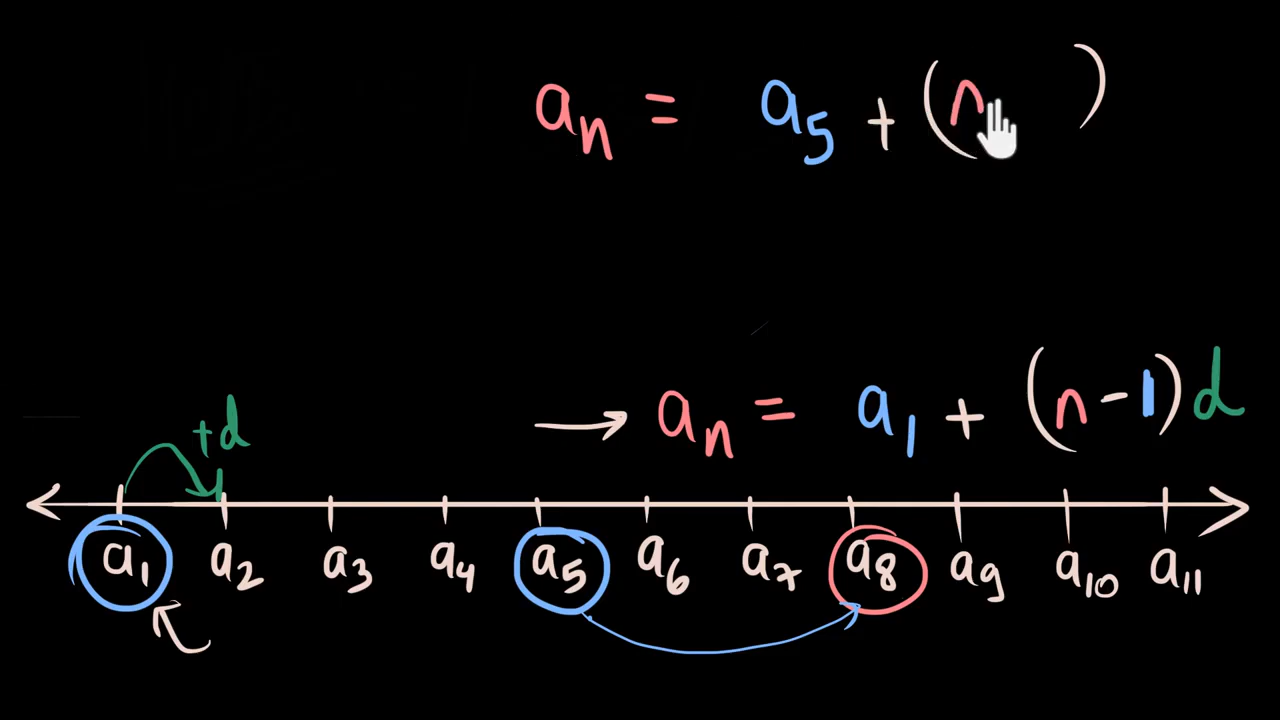 aₙ = a₅ + (n )
+d
→ aₙ = a₁ + (n - 1) d
a₁ a₂ a₃ a₄ a₅ a₆ a₇ a₈ a₉ a₁₀ a₁₁